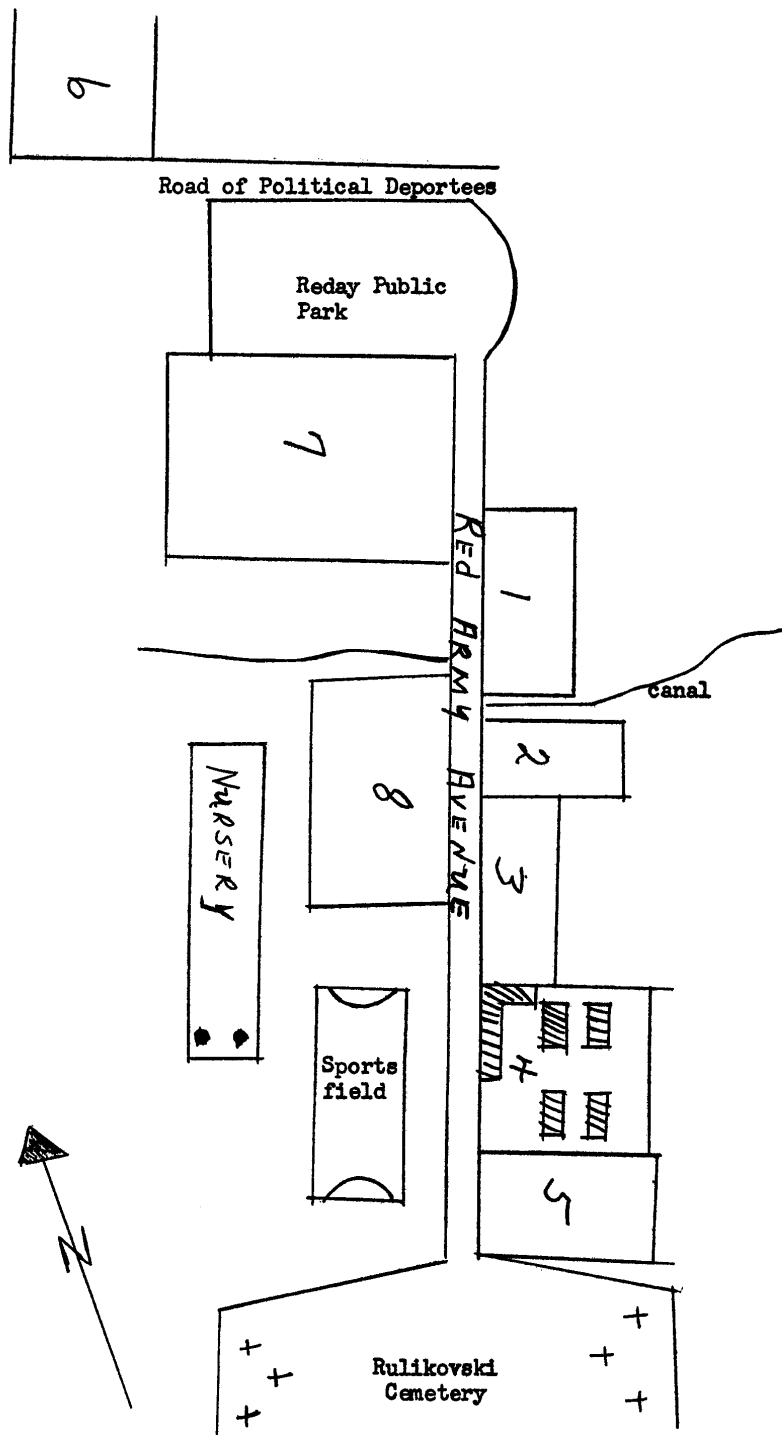 6
Road of Political Deportees
Reday Public
Park
7
RED ARMY AVENUE
1
canal
2
8
NURSERY
3
4
Sports
field
5
N
Rulikovski
Cemetery